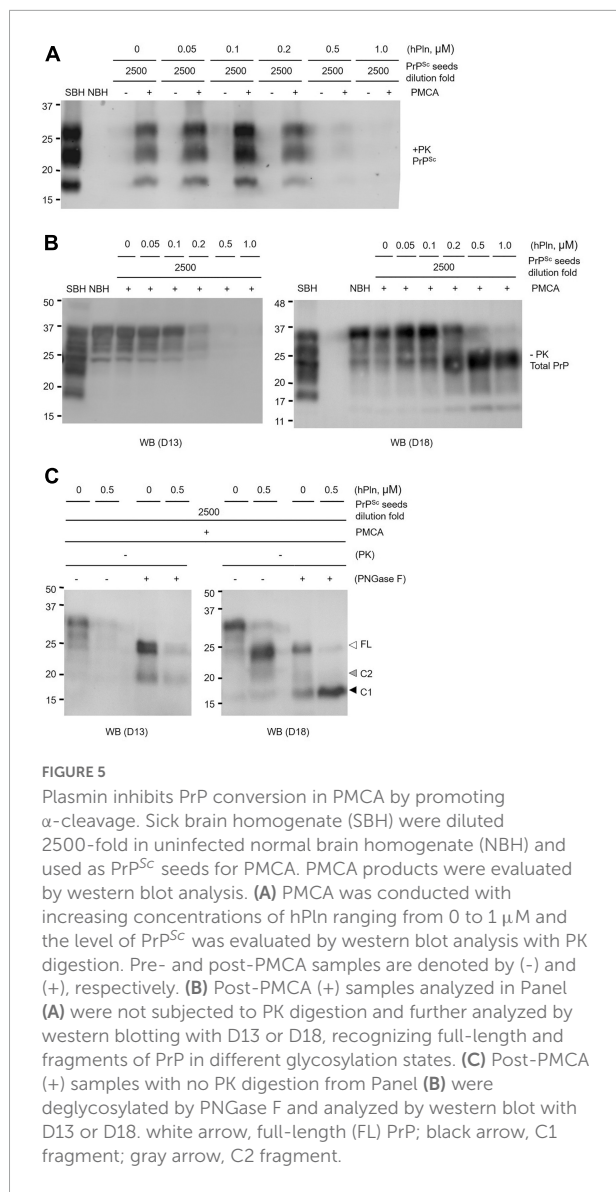 A
0 0.05 0.1 0.2 0.5 1.0 (hPln, μM)
2500 2500 2500 2500 2500 2500 PrPSc seeds dilution fold
SBH NBH - + - + - + - + - + - + PMCA
37
25
20
15
+PK
PrPSc
B
0 0.05 0.1 0.2 0.5 1.0 0 0.05 0.1 0.2 0.5 1.0 (hPln, μM)
2500 2500 PrPSc seeds dilution fold
SBH NBH + + + + + + SBH NBH + + + + + + PMCA
50
37
25
20
15
48
37
25
17
11
- PK
Total PrP
WB (D13) WB (D18)
C
0 0.5 0 0.5 0 0.5 0 0.5 (hPln, μM)
2500 PrPSc seeds dilution fold
+ PMCA
- - (PK)
- - + + - - + + (PNGase F)
50
37
25
20
15
50
37
25
20
15
FL
C2
C1
WB (D13) WB (D18)
FIGURE 5
Plasmin inhibits PrP conversion in PMCA by promoting
α-cleavage. Sick brain homogenate (SBH) were diluted
2500-fold in uninfected normal brain homogenate (NBH) and
used as PrPSc seeds for PMCA. PMCA products were evaluated
by western blot analysis. (A) PMCA was conducted with
increasing concentrations of hPln ranging from 0 to 1 μM and
the level of PrPSc was evaluated by western blot analysis with PK
digestion. Pre- and post-PMCA samples are denoted by (-) and
(+), respectively. (B) Post-PMCA (+) samples analyzed in Panel
(A) were not subjected to PK digestion and further analyzed by
western blotting with D13 or D18, recognizing full-length and
fragments of PrP in different glycosylation states. (C) Post-PMCA
(+) samples with no PK digestion from Panel (B) were
deglycosylated by PNGase F and analyzed by western blot with
D13 or D18. white arrow, full-length (FL) PrP; black arrow, C1
fragment; gray arrow, C2 fragment.